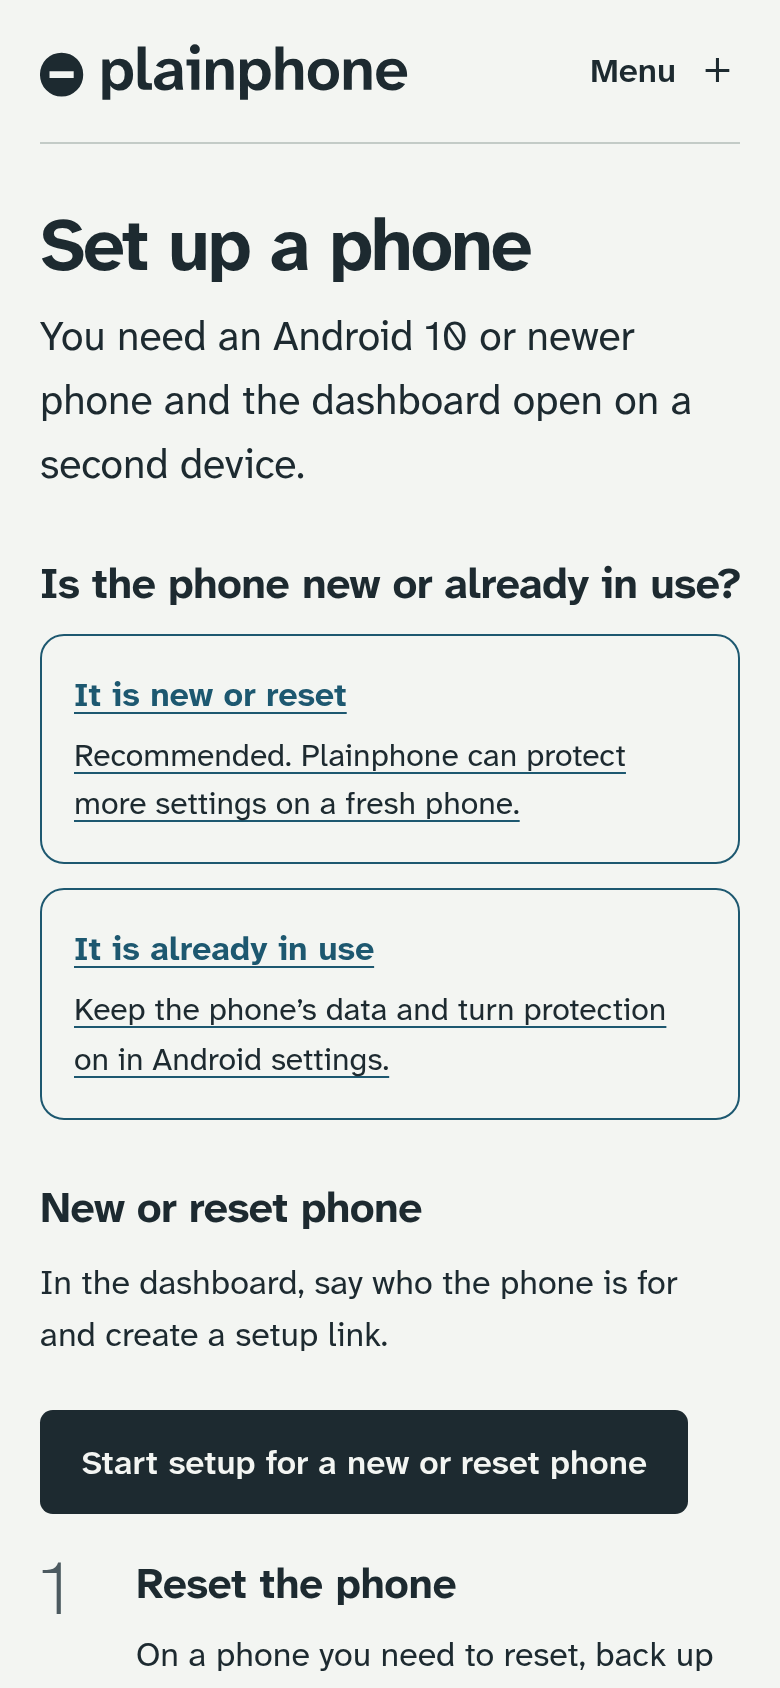 plainphone
Menu +
Set up a phone
You need an Android 10 or newer
phone and the dashboard open on a
second device.
Is the phone new or already in use?
It is new or reset
Recommended. Plainphone can protect
more settings on a fresh phone.
It is already in use
Keep the phone’s data and turn protection
on in Android settings.
New or reset phone
In the dashboard, say who the phone is for
and create a setup link.
Start setup for a new or reset phone
1 Reset the phone
On a phone you need to reset, back up